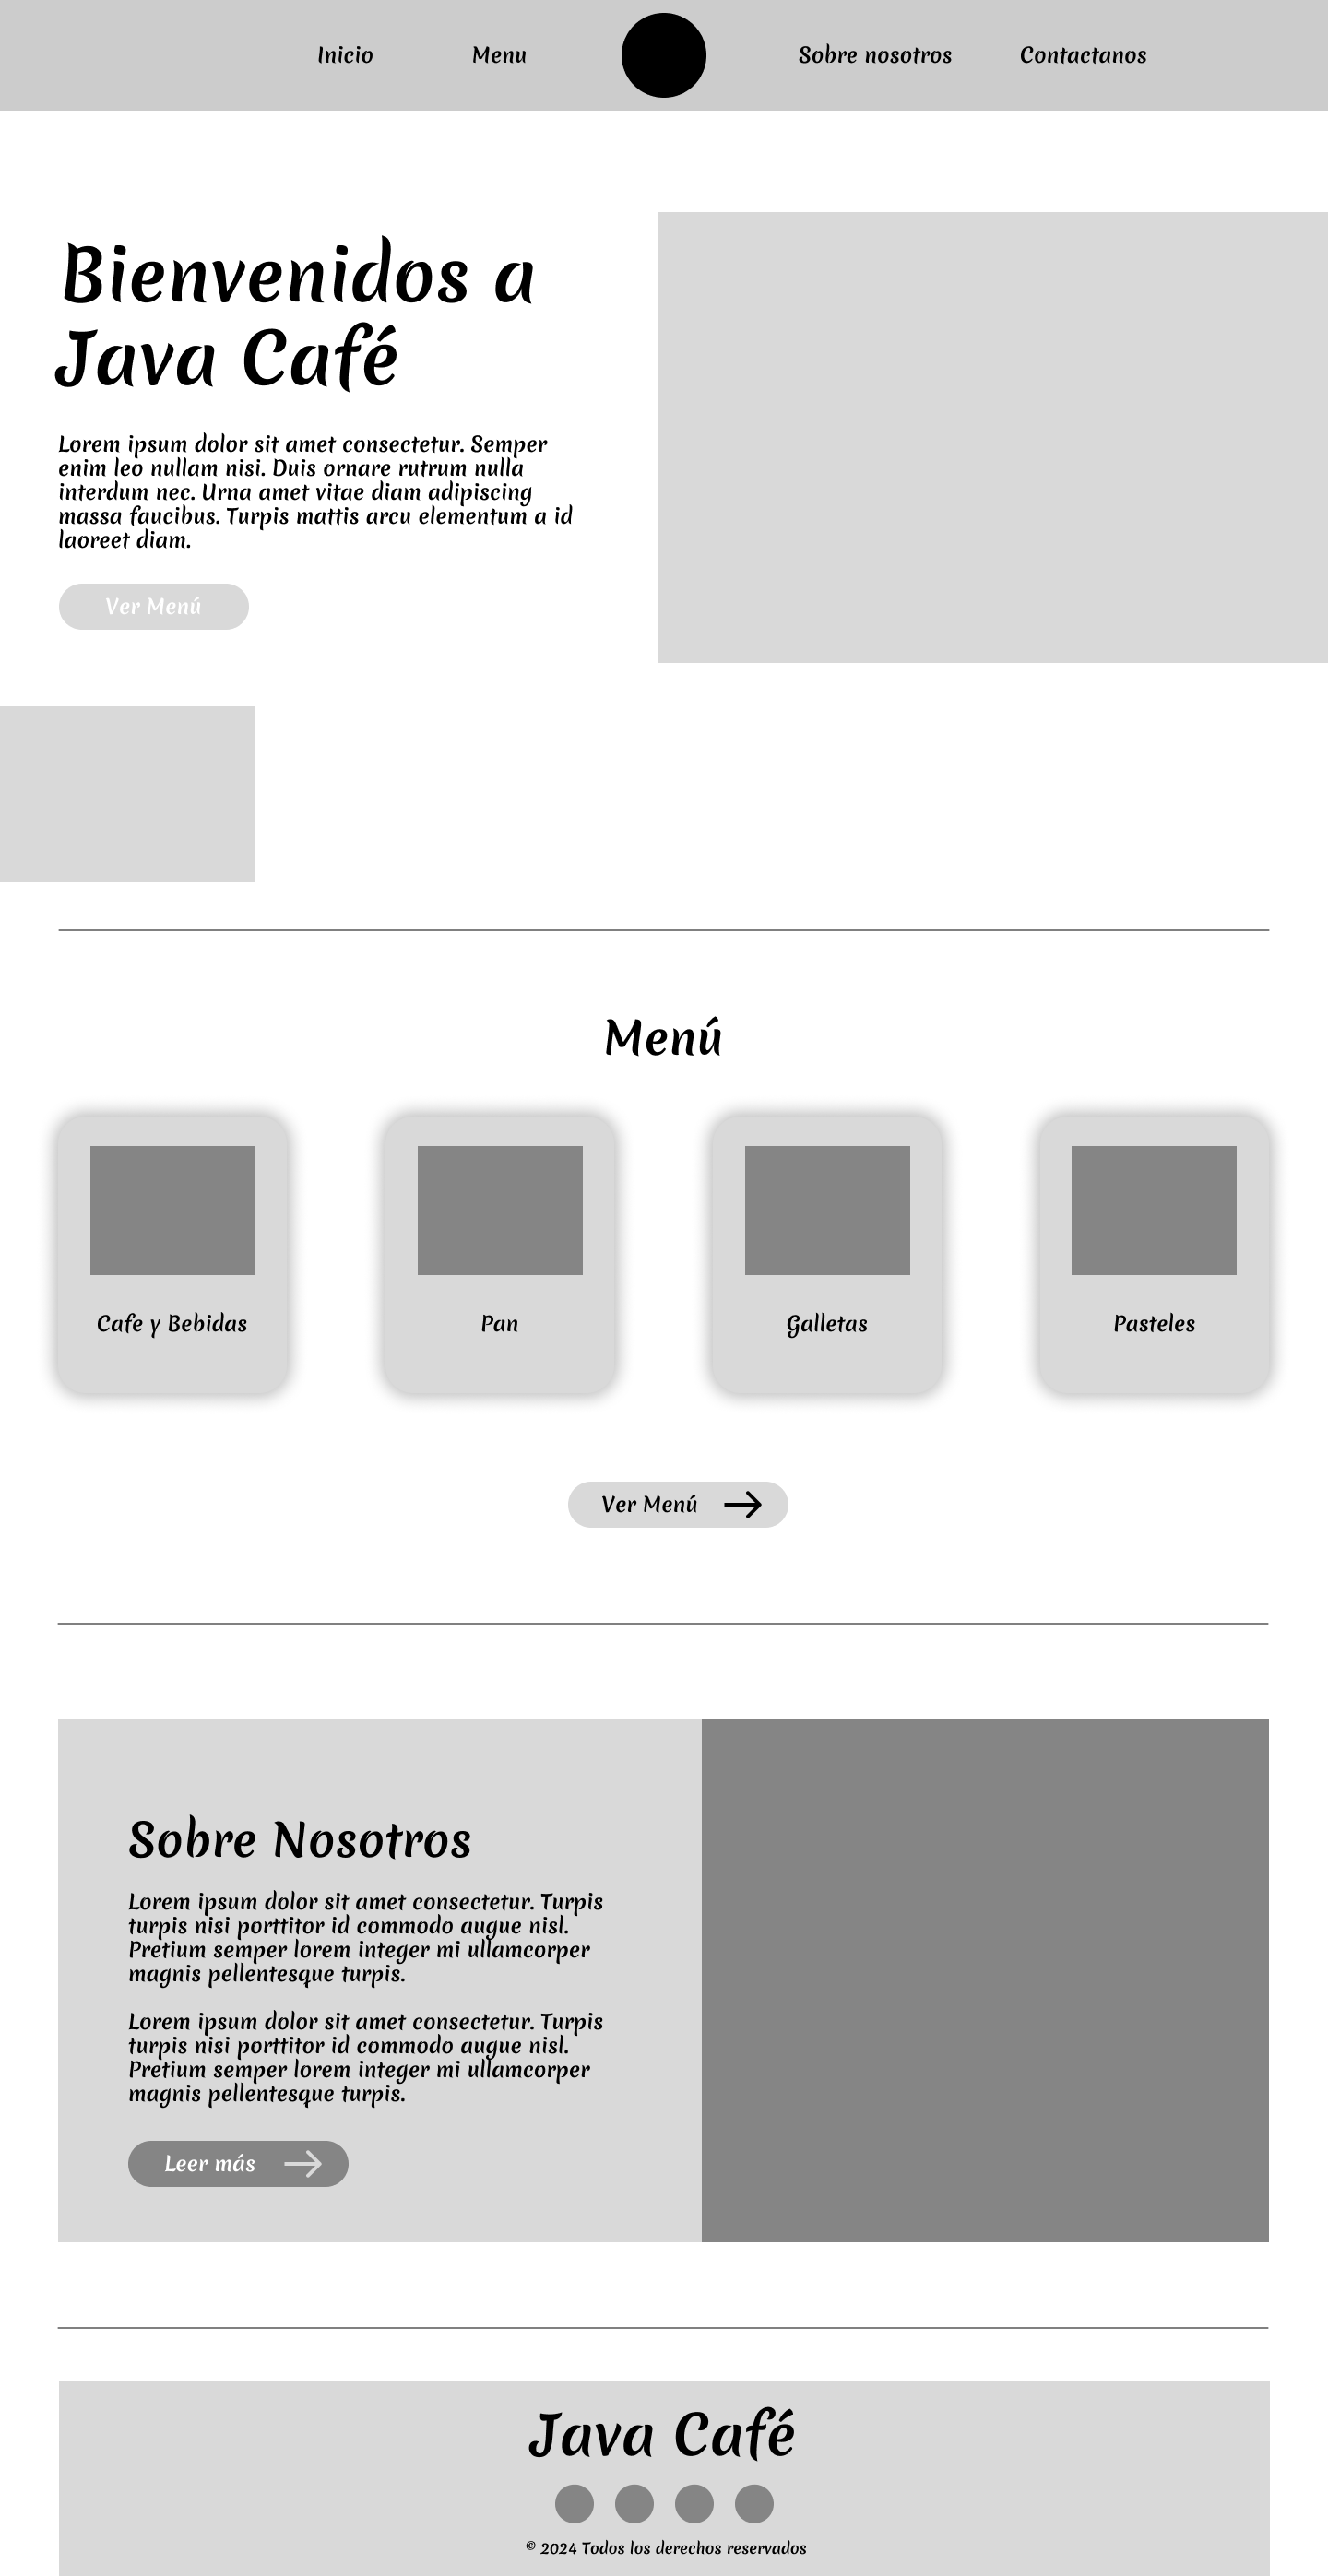 Inicio
Menu
Sobre nosotros
Contactanos
Bienvenidos a
Java Café
Lorem ipsum dolor sit amet consectetur. Semper
enim leo nullam nisi. Duis ornare rutrum nulla
interdum nec. Urna amet vitae diam adipiscing
massa faucibus. Turpis mattis arcu elementum a id
laoreet diam.
Ver Menú
Menú
Cafe y Bebidas
Pan
Galletas
Pasteles
Ver Menú
Sobre Nosotros
Lorem ipsum dolor sit amet consectetur. Turpis
turpis nisi porttitor id commodo augue nisl.
Pretium semper lorem integer mi ullamcorper
magnis pellentesque turpis.
Lorem ipsum dolor sit amet consectetur. Turpis
turpis nisi porttitor id commodo augue nisl.
Pretium semper lorem integer mi ullamcorper
magnis pellentesque turpis.
Leer más
Java Café
© 2024 Todos los derechos reservados